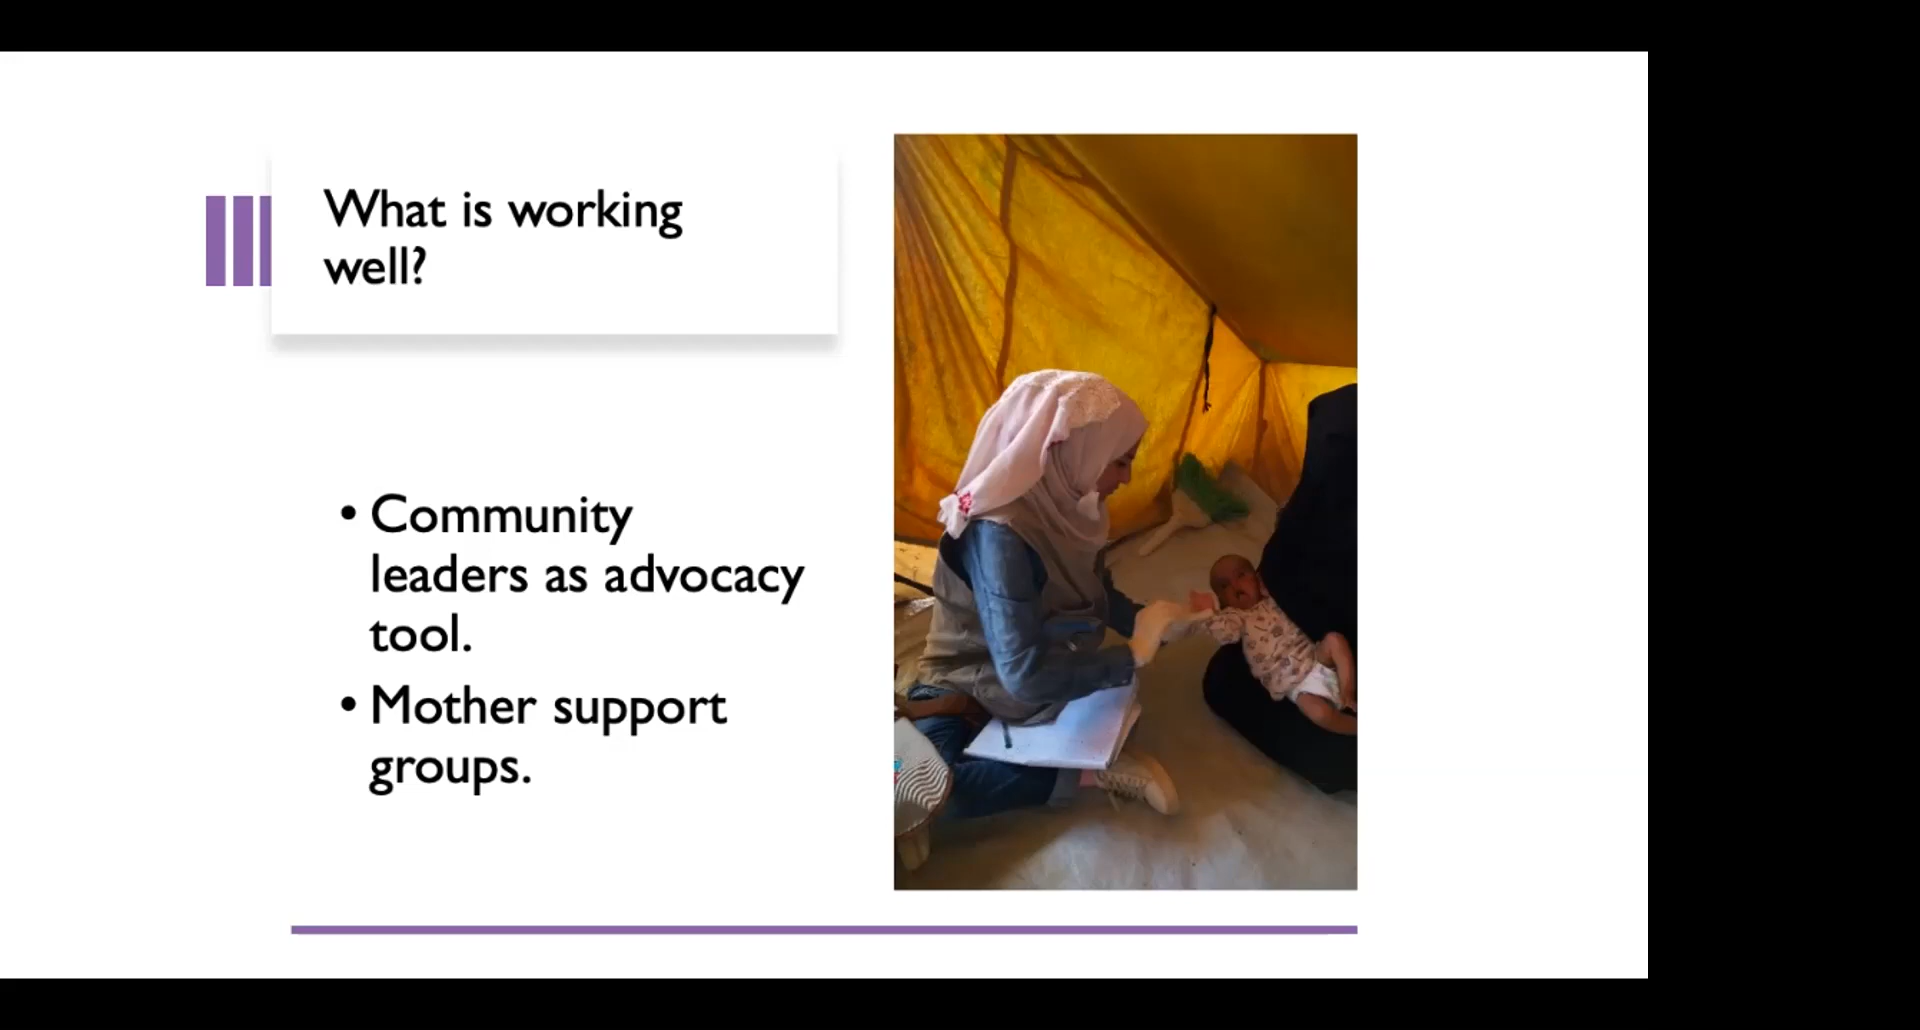 What is working
well?
• Community
leaders as advocacy
tool.
• Mother support
groups.